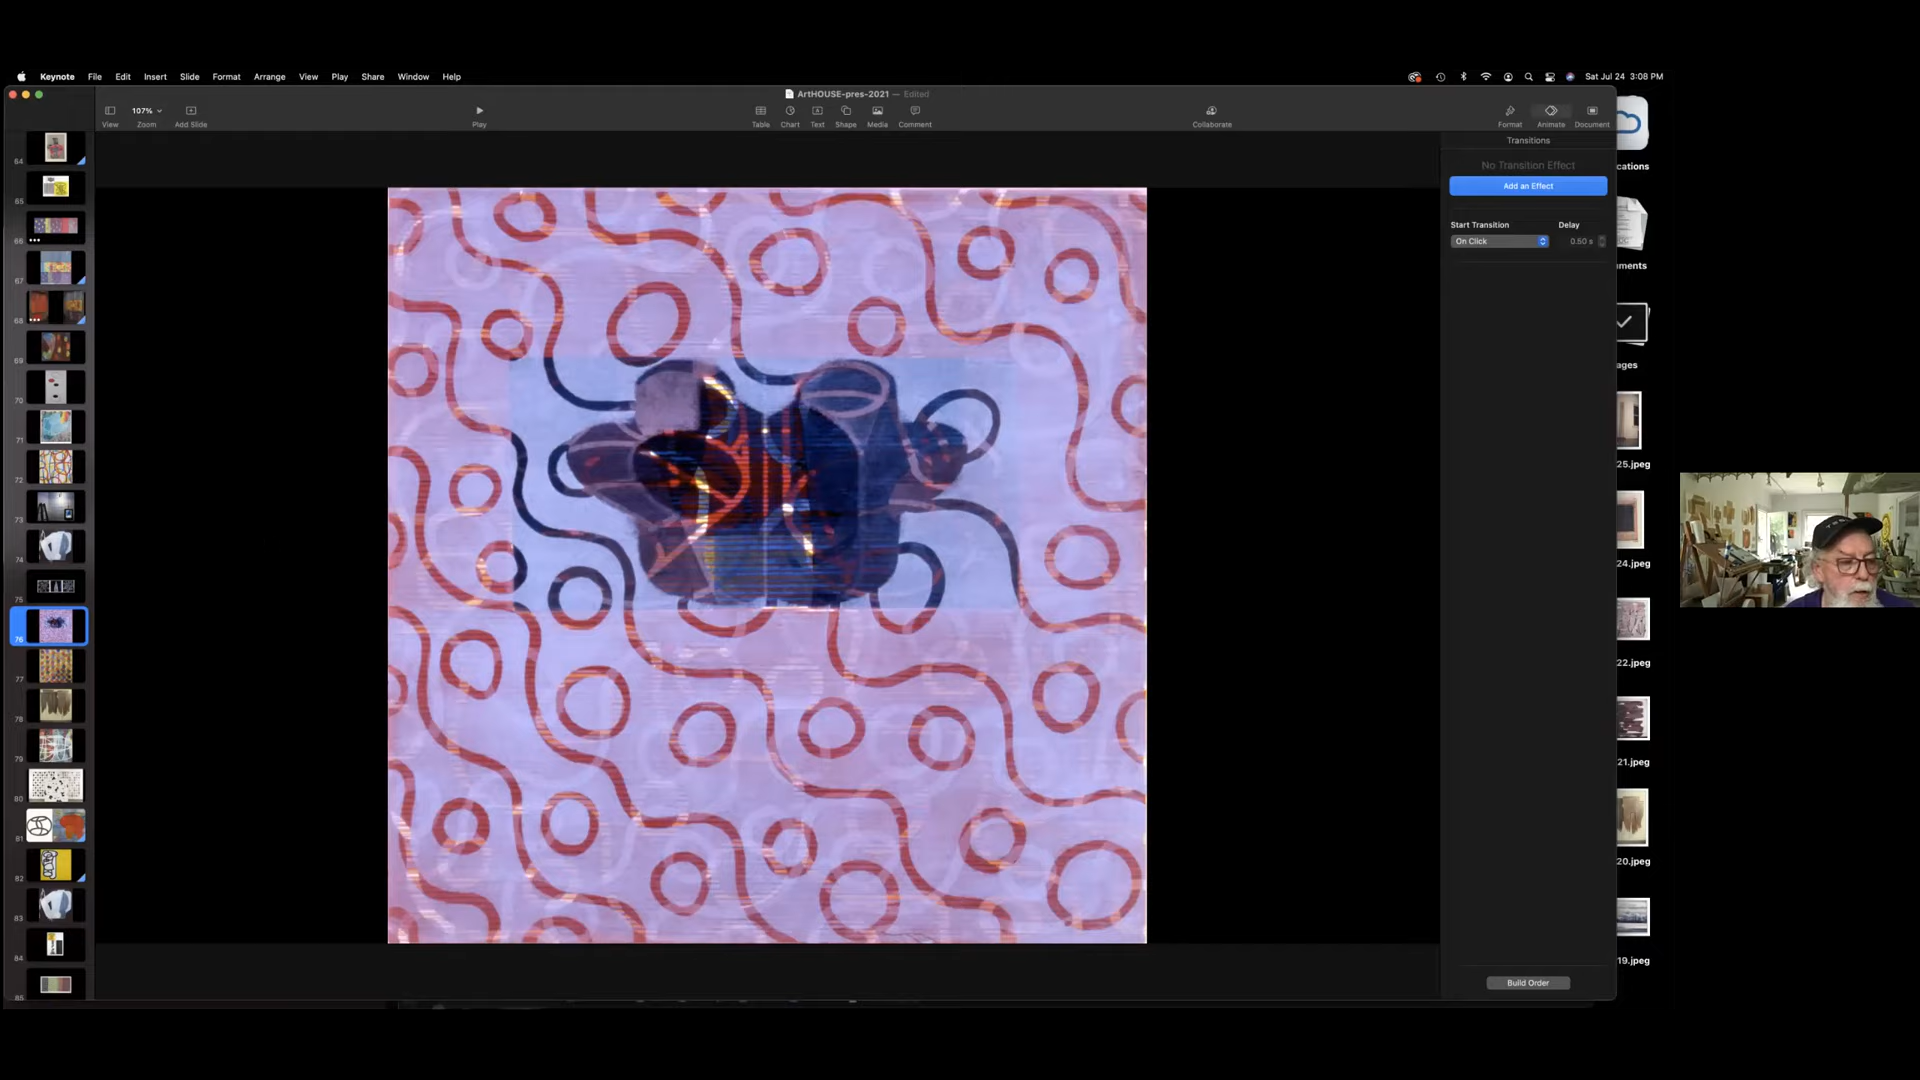 Keynote File Edit Insert Slide Format Arrange View Play Share Window Help
Sat Jul 24 3:08 PM
ArtHOUSE-pres-2021 — Edited
107%
View Zoom Add Slide Play Table Chart Text Shape Media Comment Collaborate Format Animate Document
Transitions
No Transition Effect
Add an Effect
Start Transition Delay
On Click 0.50 s
Build Order
64
65
66
67
68
69
70
71
72
73
74
75
76
77
78
79
80
81
82
83
84
85
cations
ments
ages
25.jpeg
24.jpeg
22.jpeg
21.jpeg
20.jpeg
19.jpeg